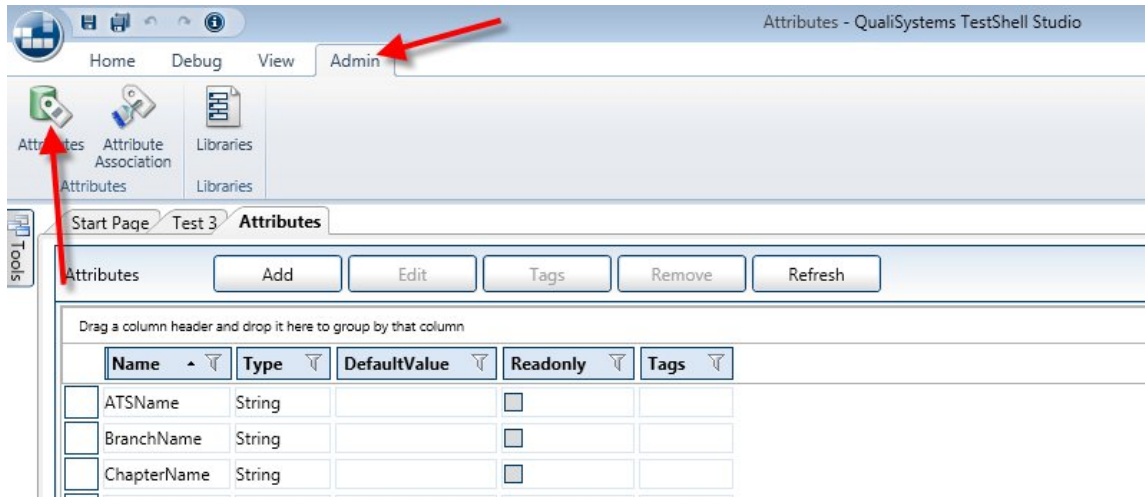 Attributes - QualiSystems TestShell Studio
Home Debug View Admin
Attributes Attribute Association Libraries
Attributes Libraries
Tools
Start Page Test 3 Attributes
Attributes Add Edit Tags Remove Refresh
Drag a column header and drop it here to group by that column
Name Type DefaultValue Readonly Tags
ATSName String
BranchName String
ChapterName String